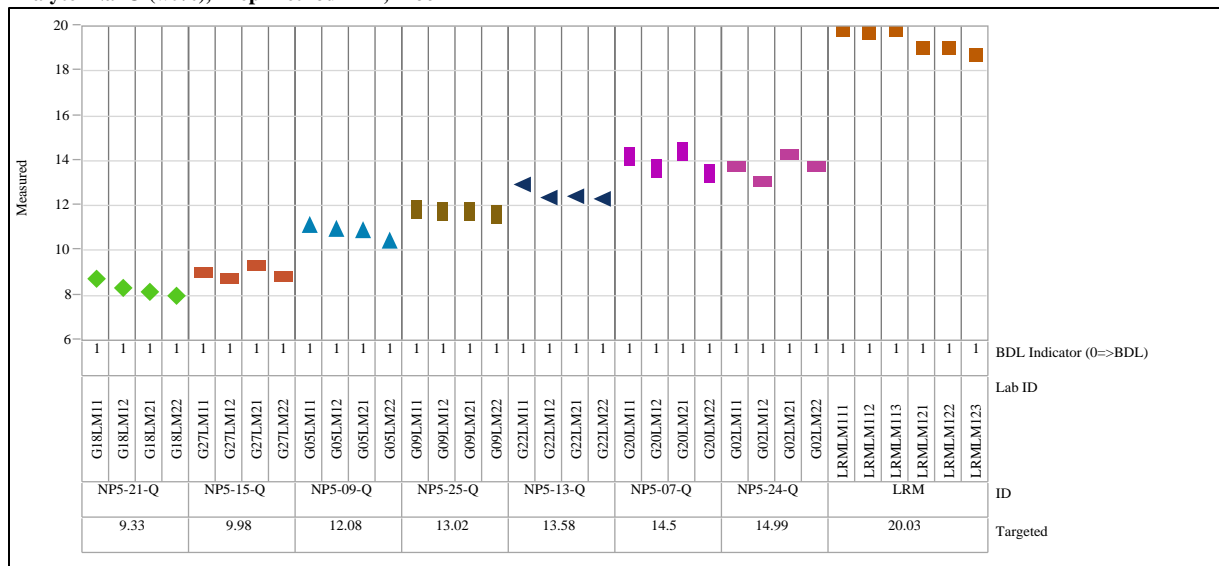 20
18
16
14
12
10
8
6
Measured
1 1 1 1 1 1 1 1 1 1 1 1 1 1 1 1 1 1 1 1 1 1 1 1 1 1 1 1 1 1 1 1 1 1
BDL Indicator (0=>BDL)
G18LM11
G18LM12
G18LM21
G18LM22
G27LM11
G27LM12
G27LM21
G27LM22
G05LM11
G05LM12
G05LM21
G05LM22
G09LM11
G09LM12
G09LM21
G09LM22
G22LM11
G22LM12
G22LM21
G22LM22
G20LM11
G20LM12
G20LM21
G20LM22
G02LM11
G02LM12
G02LM21
G02LM22
LRMLM111
LRMLM112
LRMLM113
LRMLM121
LRMLM122
LRMLM123
Lab ID
NP5-21-Q NP5-15-Q NP5-09-Q NP5-25-Q NP5-13-Q NP5-07-Q NP5-24-Q LRM ID
9.33 9.98 12.08 13.02 13.58 14.5 14.99 20.03 Targeted